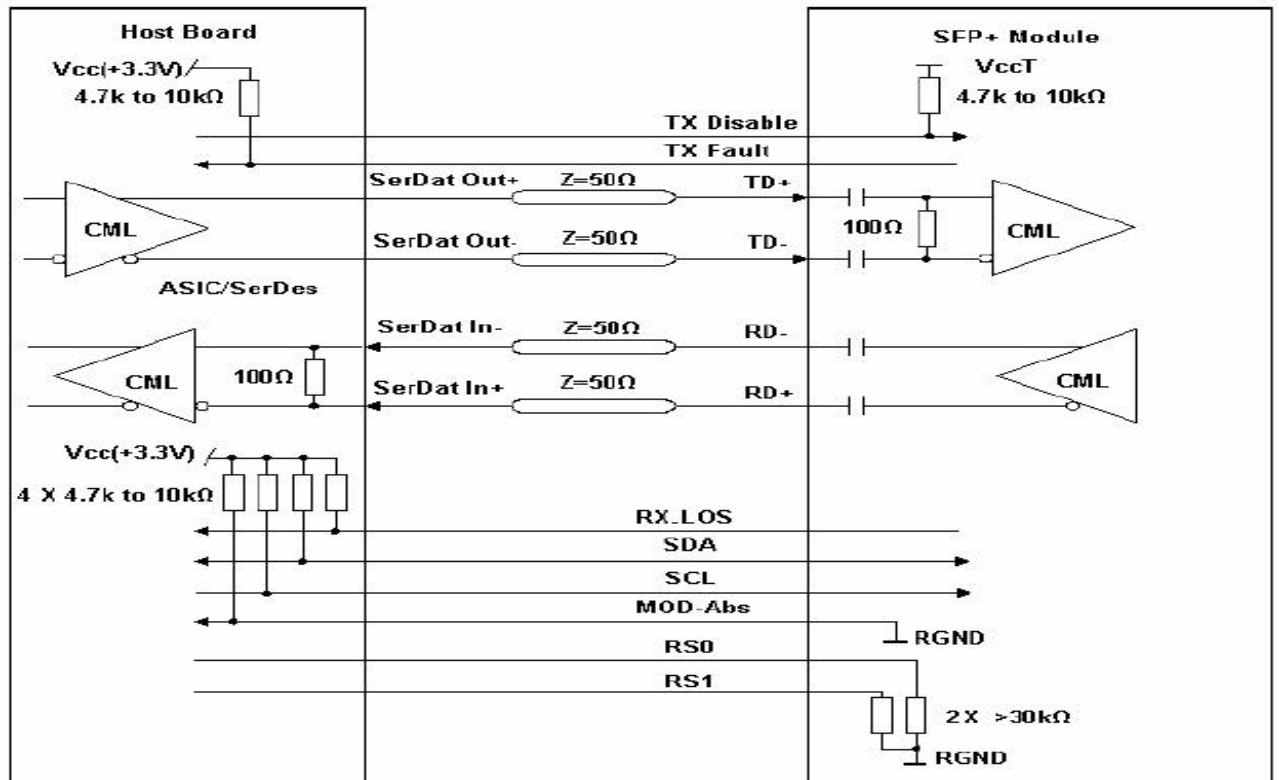 Host Board
SFP+ Module
Vcc(+3.3V)
4.7k to 10kΩ
VccT
4.7k to 10kΩ
TX Disable
TX Fault
SerDat Out+
Z=50Ω
TD+
CML
100Ω
CML
SerDat Out-
Z=50Ω
TD-
ASIC/SerDes
SerDat In-
Z=50Ω
RD-
CML
100Ω
CML
SerDat In+
Z=50Ω
RD+
Vcc(+3.3V)
4 X 4.7k to 10kΩ
RX_LOS
SDA
SCL
MOD-Abs
RGND
RS0
RS1
2X >30kΩ
RGND